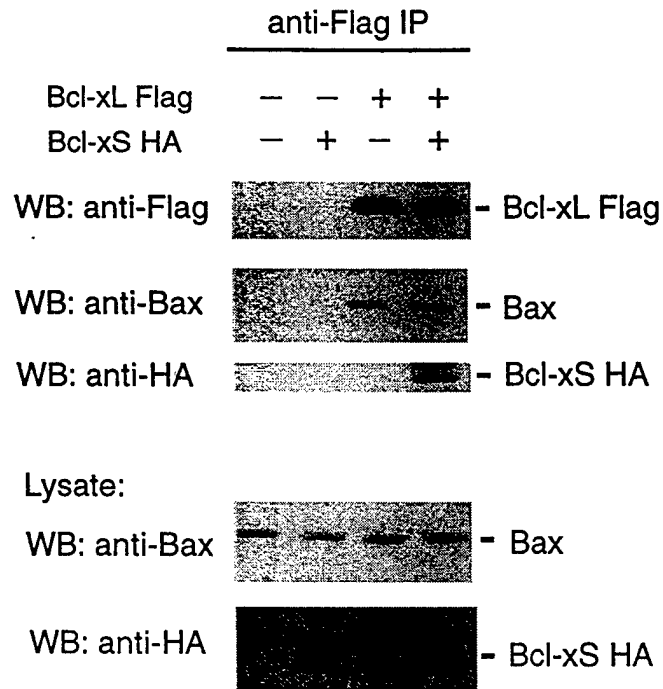 anti-Flag IP
Bcl-xL Flag − − + +
Bcl-xS HA − + − +
WB: anti-Flag - Bcl-xL Flag
WB: anti-Bax - Bax
WB: anti-HA - Bcl-xS HA
Lysate:
WB: anti-Bax - Bax
WB: anti-HA - Bcl-xS HA